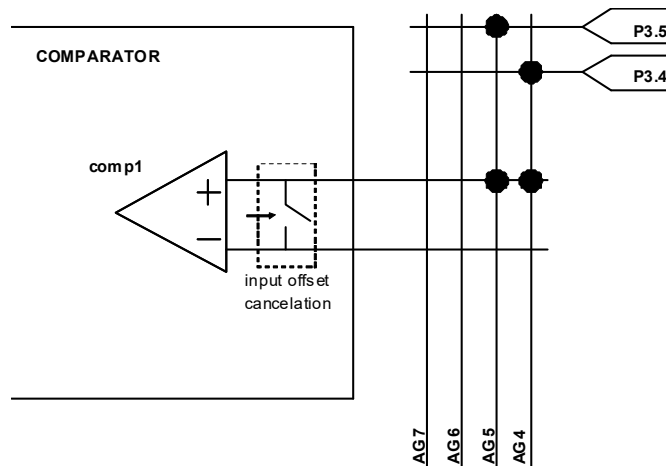 P3.5
COMPARATOR
P3.4
comp1
+
−
input offset
cancelation
AG7
AG6
AG5
AG4